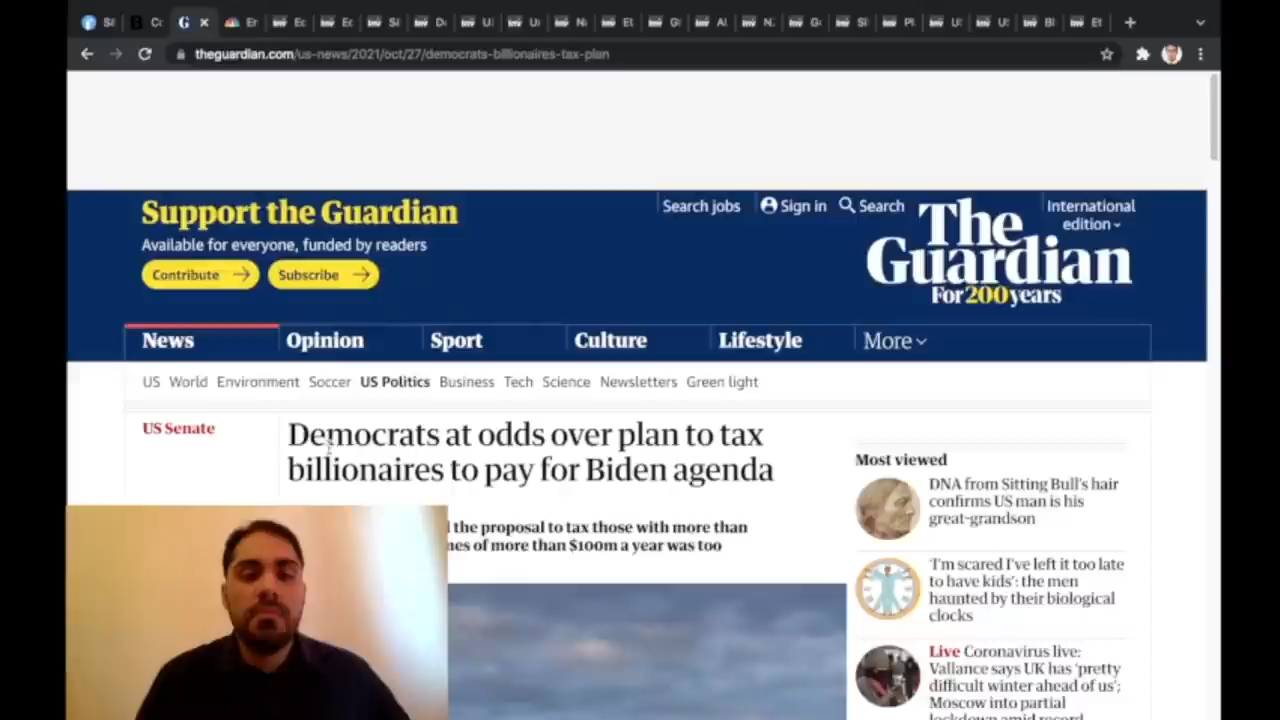 theguardian.com/us-news/2021/oct/27/democrats-billionaires-tax-plan
Support the Guardian
Available for everyone, funded by readers
Contribute
Subscribe
Search jobs
Sign in
Search
The
Guardian
For 200 years
International
edition
News
Opinion
Sport
Culture
Lifestyle
More
US World Environment Soccer US Politics Business Tech Science Newsletters Green light
US Senate
Democrats at odds over plan to tax
billionaires to pay for Biden agenda
the proposal to tax those with more than
of more than $100m a year was too
Most viewed
DNA from Sitting Bull's hair
confirms US man is his
great-grandson
'I'm scared I've left it too late
to have kids': the men
haunted by their biological
clocks
Live Coronavirus live:
Vallance says UK has 'pretty
difficult winter ahead of us';
Moscow into partial
lockdown amid record